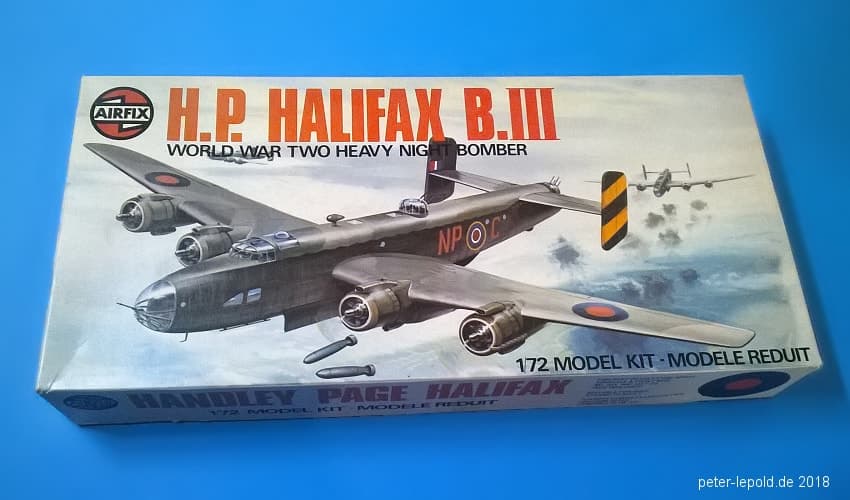 AIRFIX
H.P. HALIFAX B.III
WORLD WAR TWO HEAVY NIGHT BOMBER
NP C
1/72 MODEL KIT · MODELE REDUIT
HANDLEY PAGE HALIFAX
1/72 MODEL KIT · MODELE REDUIT
peter-lepold.de 2018